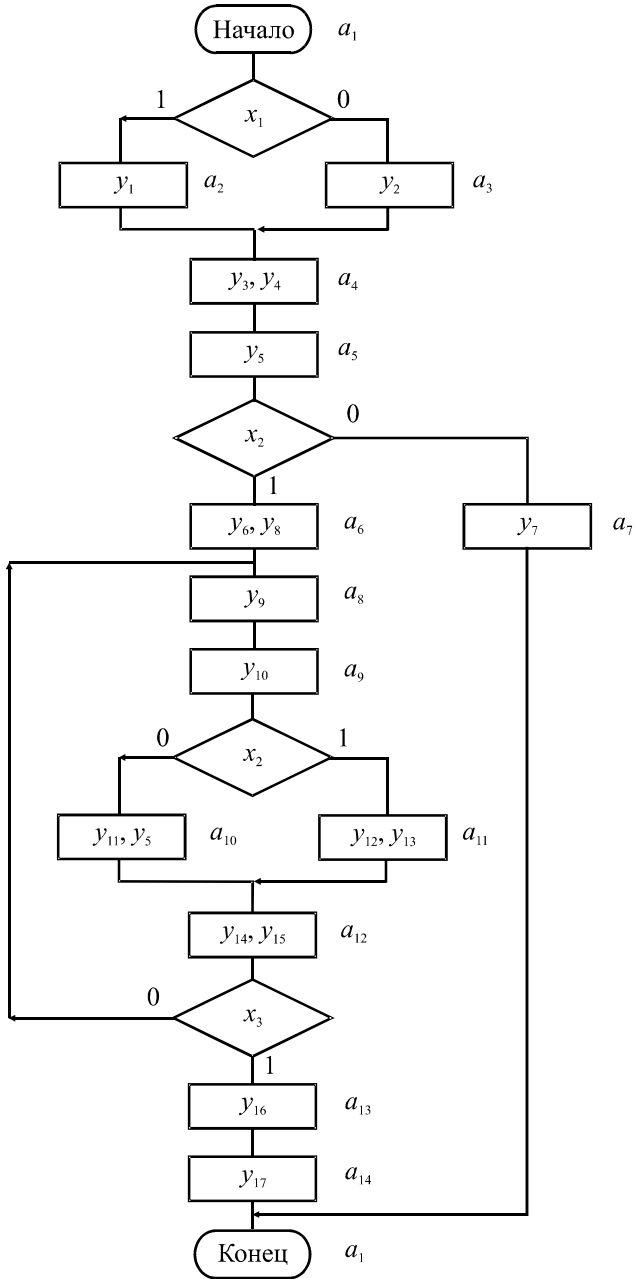 Начало a₁
1 x₁ 0
y₁ a₂ y₂ a₃
y₃, y₄ a₄
y₅ a₅
x₂ 0
1
y₆, y₈ a₆ y₇ a₇
y₉ a₈
y₁₀ a₉
0 x₂ 1
y₁₁, y₅ a₁₀ y₁₂, y₁₃ a₁₁
y₁₄, y₁₅ a₁₂
0 x₃
1
y₁₆ a₁₃
y₁₇ a₁₄
Конец a₁